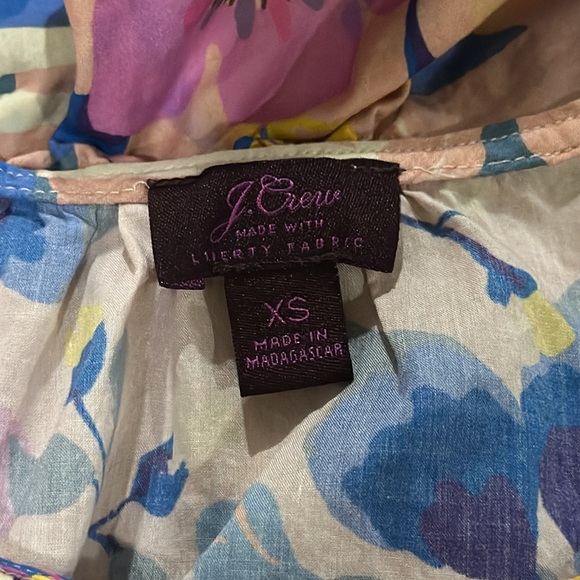 J.Crew
MADE WITH
LIBERTY FABRIC
XS
MADE IN
MADAGASCAR